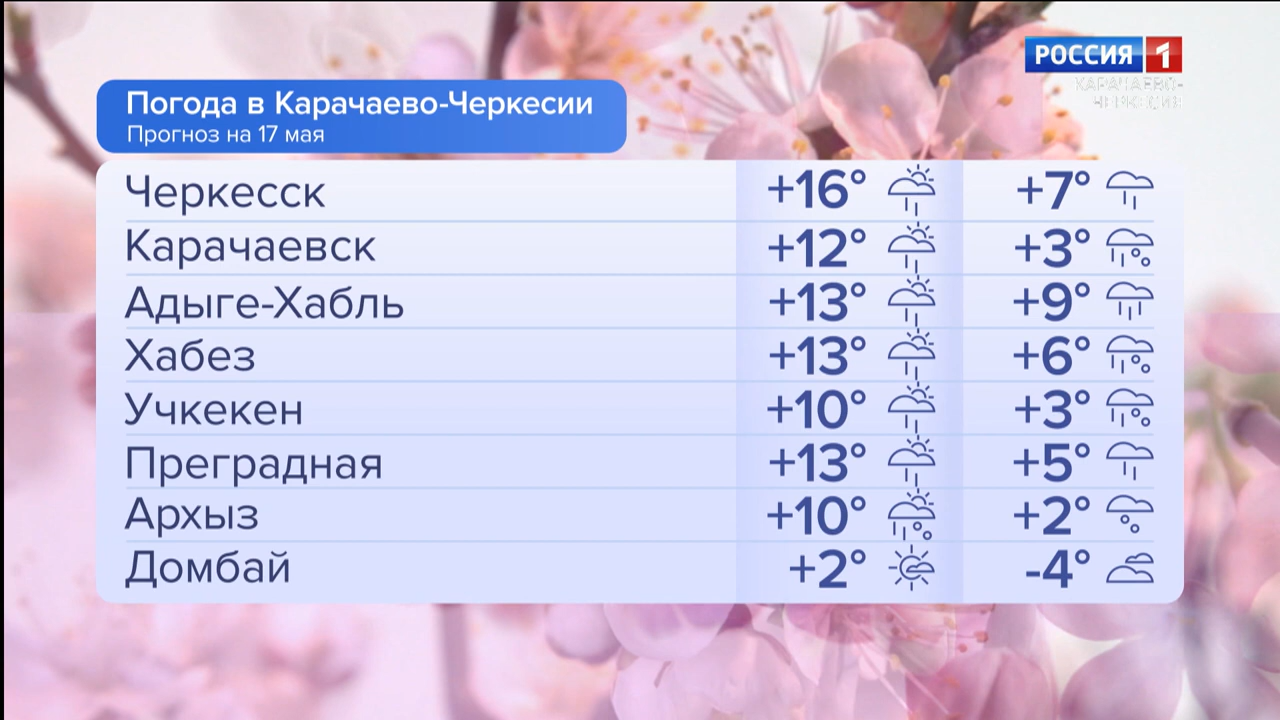 РОССИЯ 1
КАРАЧАЕВО-
ЧЕРКЕСИЯ
Погода в Карачаево-Черкесии
Прогноз на 17 мая
Черкесск +16° +7°
Карачаевск +12° +3°
Адыге-Хабль +13° +9°
Хабез +13° +6°
Учкекен +10° +3°
Преградная +13° +5°
Архыз +10° +2°
Домбай +2° -4°